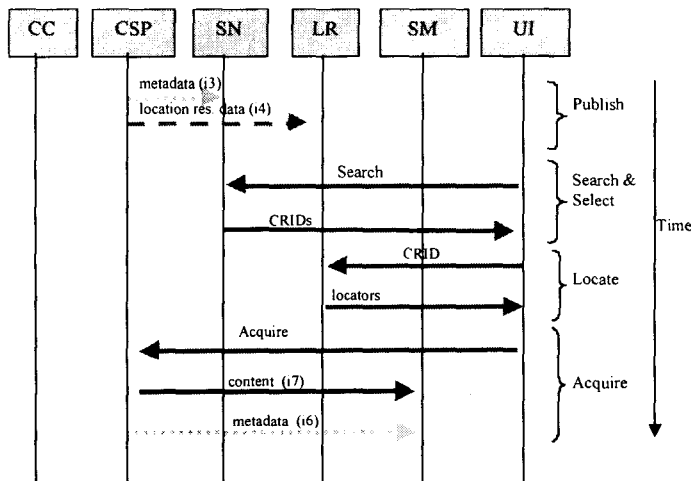 CC CSP SN LR SM UI
metadata (i3)
location res. data (i4)
Publish
Search
Search &
Select
CRIDs
Time
CRID
Locate
locators
Acquire
content (i7)
Acquire
metadata (i6)